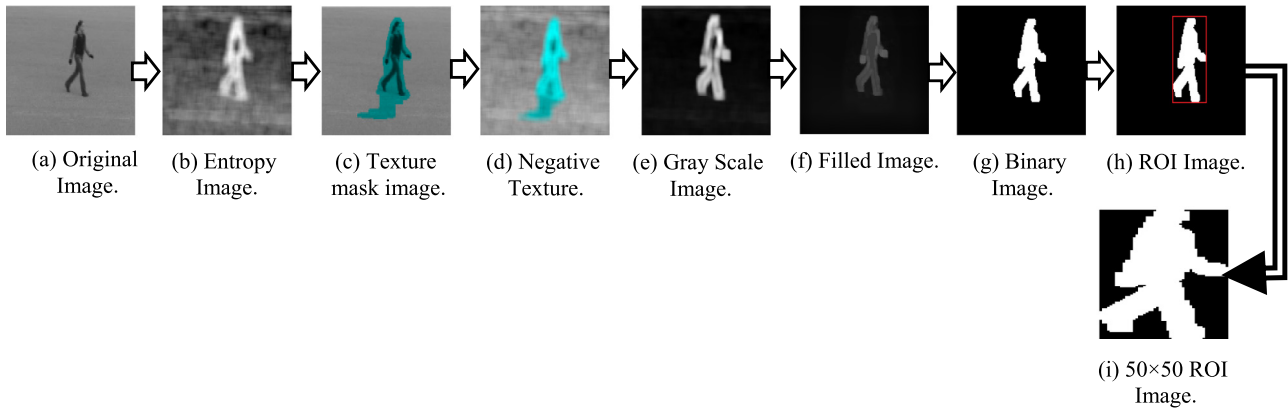 (a) Original
Image.
(b) Entropy
Image.
(c) Texture
mask image.
(d) Negative
Texture.
(e) Gray Scale
Image.
(f) Filled Image.
(g) Binary
Image.
(h) ROI Image.
(i) 50×50 ROI
Image.